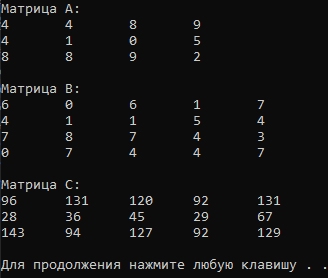 Матрица A:
4 4 8 9
4 1 0 5
8 8 9 2
Матрица B:
6 0 6 1 7
4 1 1 5 4
7 8 7 4 3
0 7 4 4 7
Матрица C:
96 131 120 92 131
28 36 45 29 67
143 94 127 92 129
Для продолжения нажмите любую клавишу . .